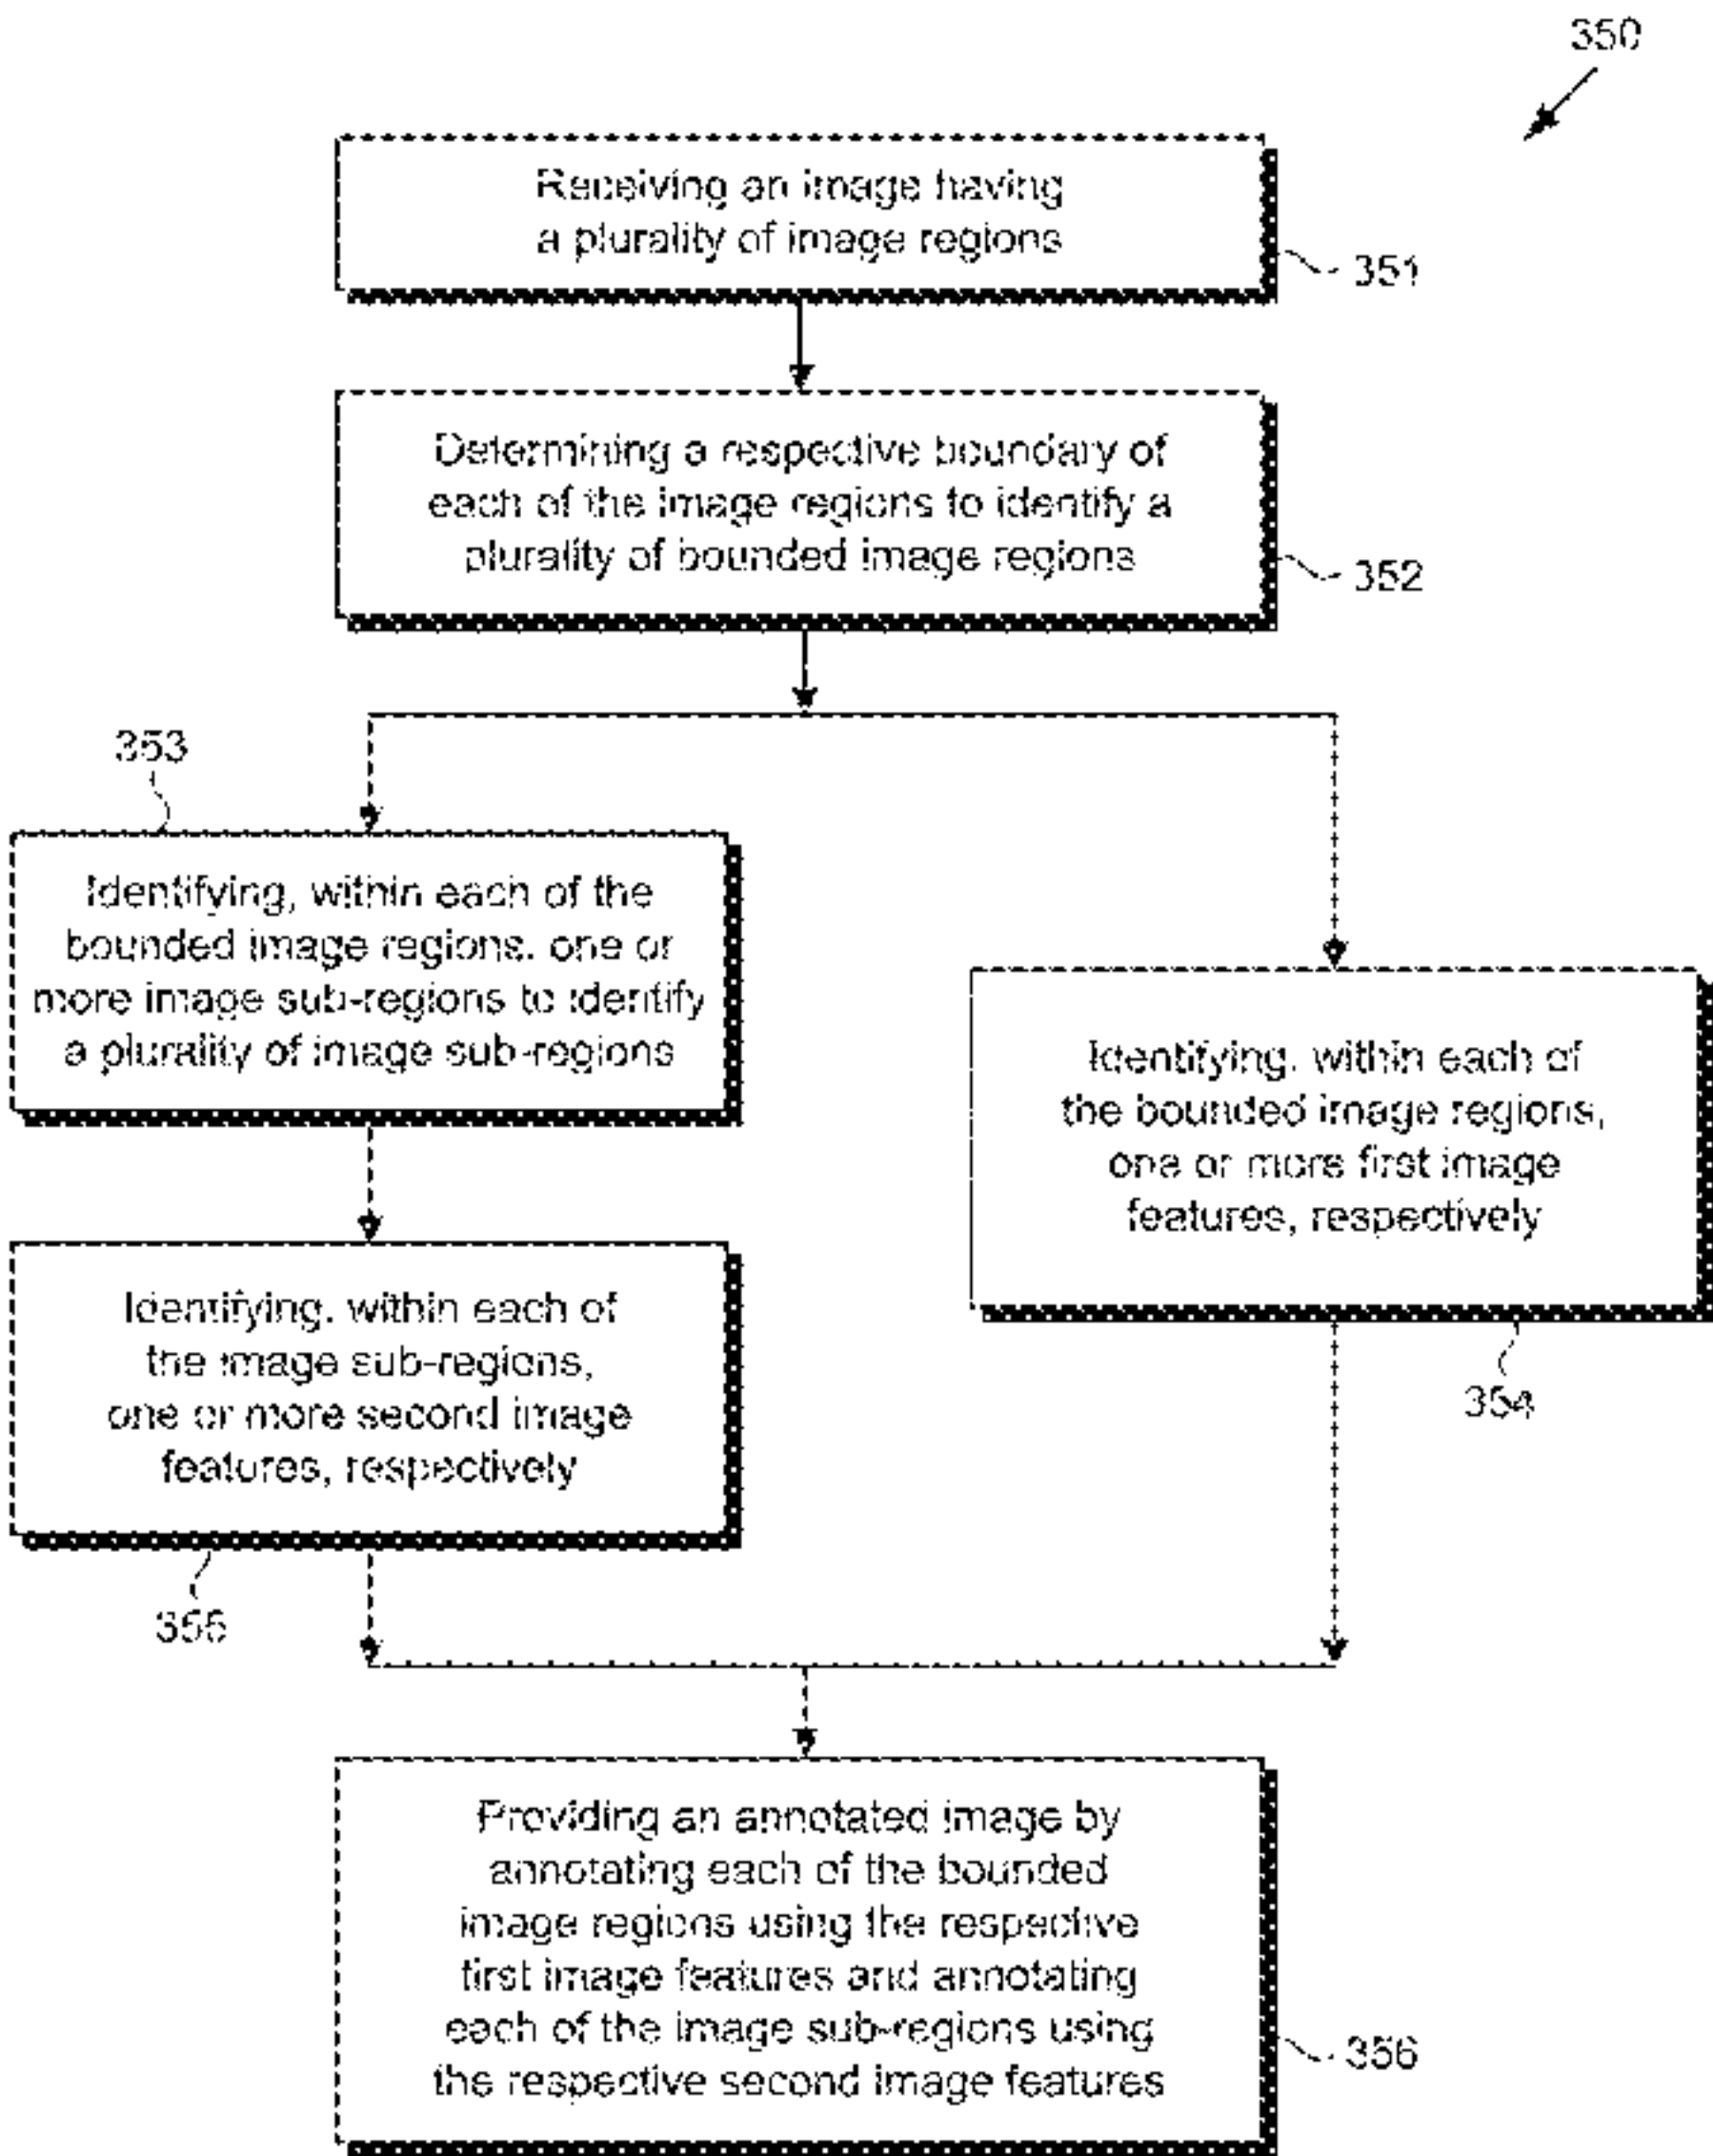 350
Receiving an image having
a plurality of image regions
351
Determining a respective boundary of
each of the image regions to identify a
plurality of bounded image regions
352
353
Identifying, within each of the
bounded image regions, one or
more image sub-regions to identify
a plurality of image sub-regions
Identifying, within each of
the bounded image regions,
one or more first image
features, respectively
354
Identifying, within each of
the image sub-regions,
one or more second image
features, respectively
355
Providing an annotated image by
annotating each of the bounded
image regions using the respective
first image features and annotating
each of the image sub-regions using
the respective second image features
356